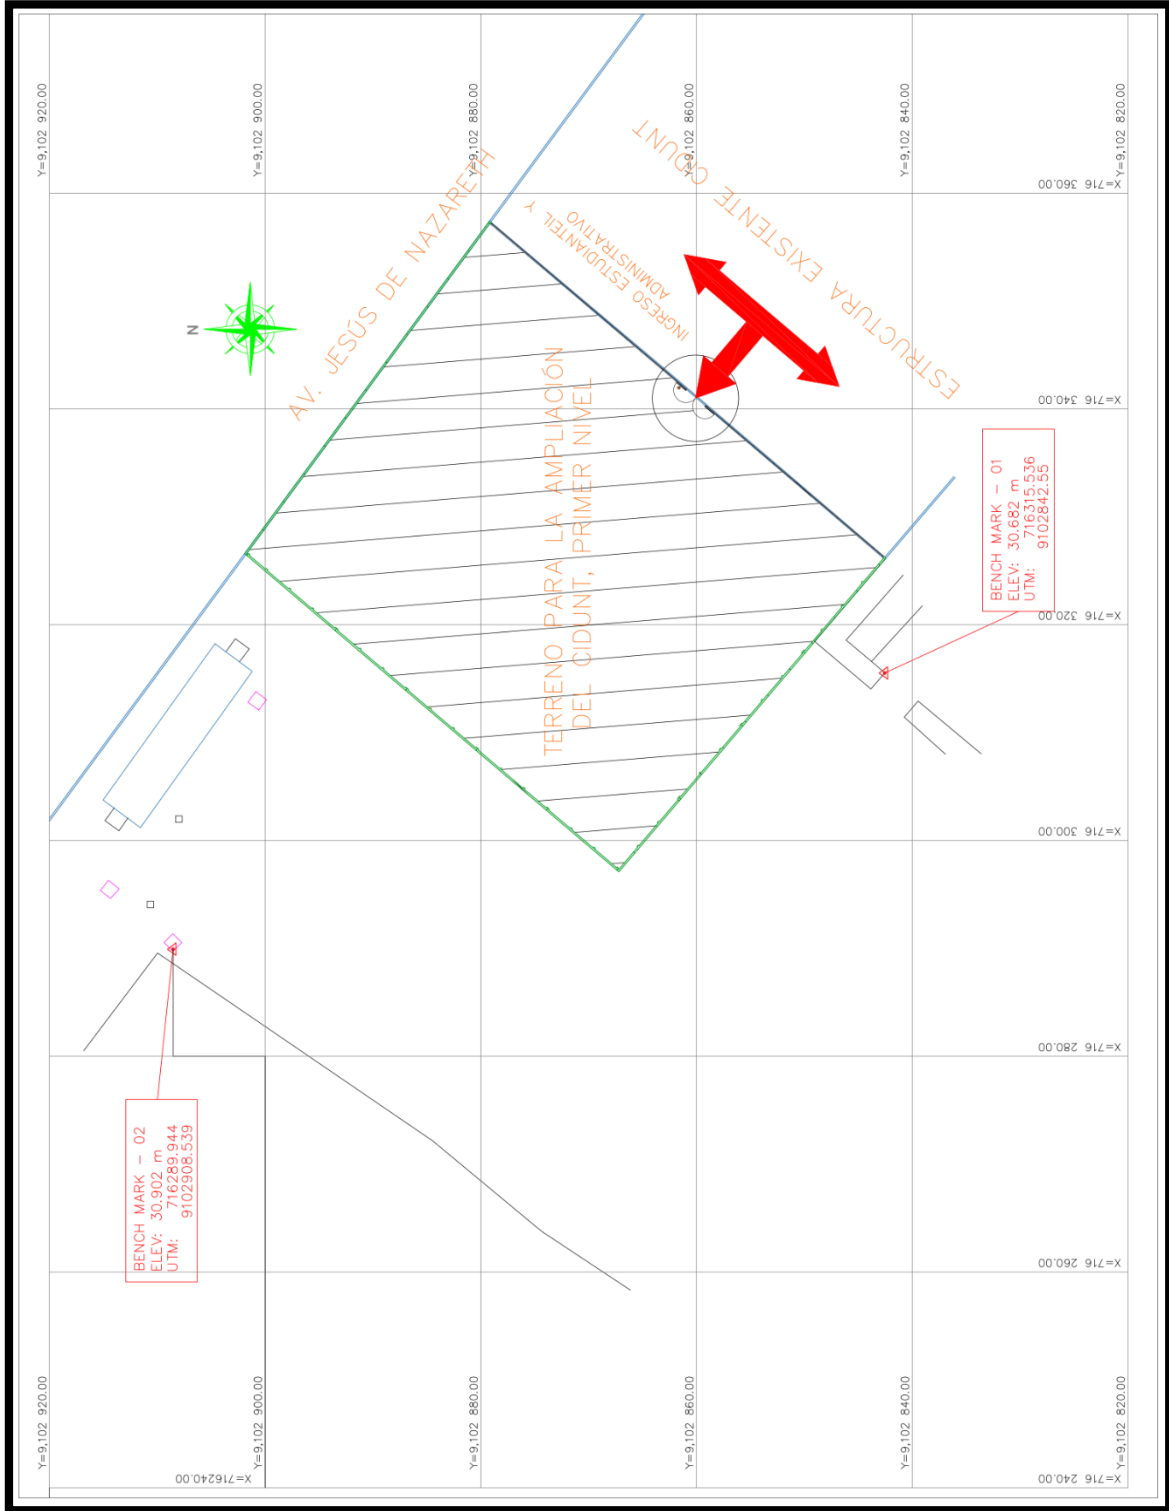 Y=9,102 920.00
Y=9,102 900.00
Y=9,102 880.00
Y=9,102 860.00
Y=9,102 840.00
Y=9,102 820.00
X=716 360.00
X=716 340.00
X=716 320.00
X=716 300.00
X=716 280.00
X=716 260.00
X=716 240.00
X=716240.00
N
AV. JESÚS DE NAZARETH
ESTRUCTURA EXISTENTE CIDUNT
INGRESO ESTUDIANTEIL Y
ADMINISTRATIVO
TERRENO PARA LA AMPLIACIÓN
DEL CIDUNT, PRIMER NIVEL
BENCH MARK - 01
ELEV: 30.682 m
UTM: 716315.536
9102842.55
BENCH MARK - 02
ELEV: 30.902 m
UTM: 716289.944
9102908.539
Y=9,102 920.00
Y=9,102 900.00
Y=9,102 880.00
Y=9,102 860.00
Y=9,102 840.00
Y=9,102 820.00